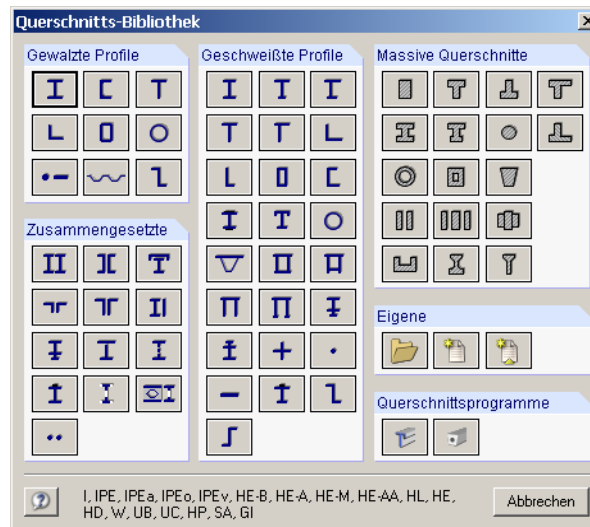 Querschnitts-Bibliothek
Gewalzte Profile
Geschweißte Profile
Massive Querschnitte
Zusammengesetzte
Eigene
Querschnittsprogramme
I, IPE, IPEa, IPEo, IPEv, HE-B, HE-A, HE-M, HE-AA, HL, HE,
HD, W, UB, UC, HP, SA, GI
Abbrechen